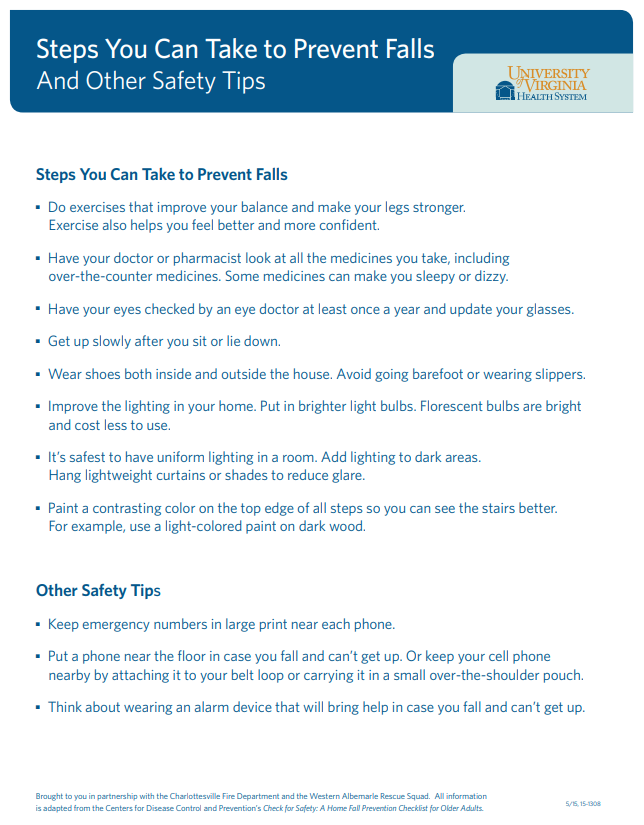 Steps You Can Take to Prevent Falls
And Other Safety Tips
UNIVERSITY
of VIRGINIA
HEALTH SYSTEM
Steps You Can Take to Prevent Falls
▪ Do exercises that improve your balance and make your legs stronger.
Exercise also helps you feel better and more confident.
▪ Have your doctor or pharmacist look at all the medicines you take, including
over-the-counter medicines. Some medicines can make you sleepy or dizzy.
▪ Have your eyes checked by an eye doctor at least once a year and update your glasses.
▪ Get up slowly after you sit or lie down.
▪ Wear shoes both inside and outside the house. Avoid going barefoot or wearing slippers.
▪ Improve the lighting in your home. Put in brighter light bulbs. Florescent bulbs are bright
and cost less to use.
▪ It's safest to have uniform lighting in a room. Add lighting to dark areas.
Hang lightweight curtains or shades to reduce glare.
▪ Paint a contrasting color on the top edge of all steps so you can see the stairs better.
For example, use a light-colored paint on dark wood.
Other Safety Tips
▪ Keep emergency numbers in large print near each phone.
▪ Put a phone near the floor in case you fall and can't get up. Or keep your cell phone
nearby by attaching it to your belt loop or carrying it in a small over-the-shoulder pouch.
▪ Think about wearing an alarm device that will bring help in case you fall and can't get up.
Brought to you in partnership with the Charlottesville Fire Department and the Western Albemarle Rescue Squad. All information
is adapted from the Centers for Disease Control and Prevention's Check for Safety: A Home Fall Prevention Checklist for Older Adults.
5/15, 15-1308